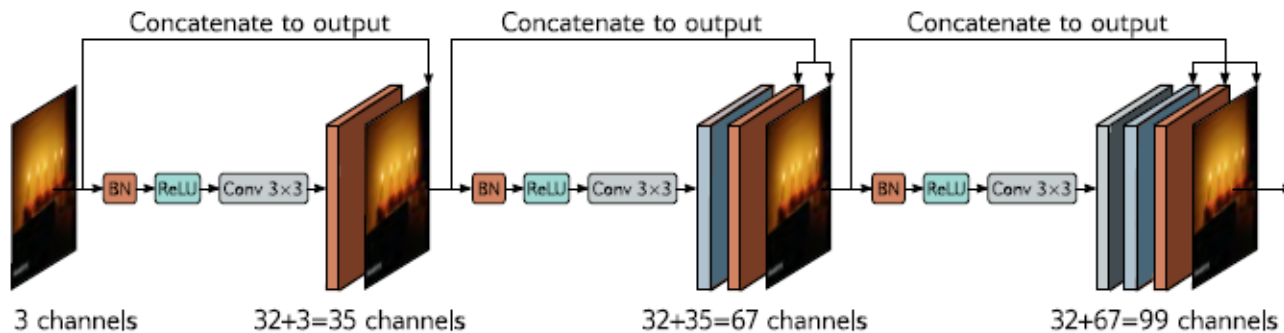 Concatenate to output
Concatenate to output
Concatenate to output
BN
ReLU
Conv 3×3
BN
ReLU
Conv 3×3
BN
ReLU
Conv 3×3
3 channels
32+3=35 channels
32+35=67 channels
32+67=99 channels